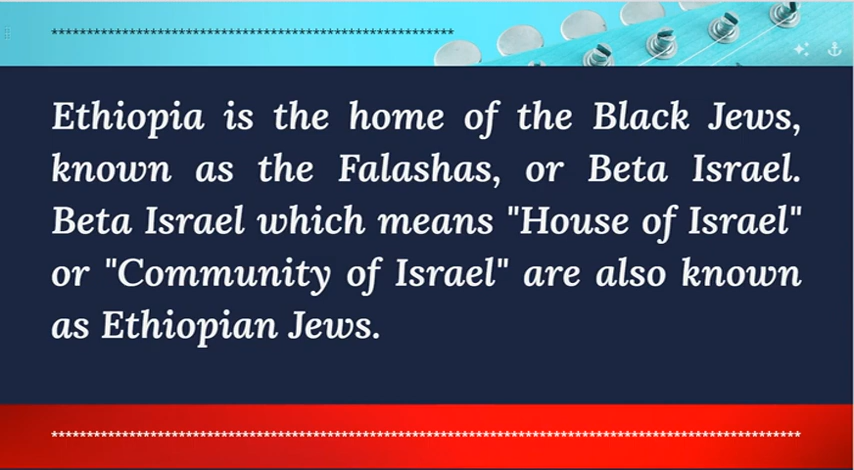 ********************************************************
Ethiopia is the home of the Black Jews,
known as the Falashas, or Beta Israel.
Beta Israel which means "House of Israel"
or "Community of Israel" are also known
as Ethiopian Jews.
********************************************************************************************************